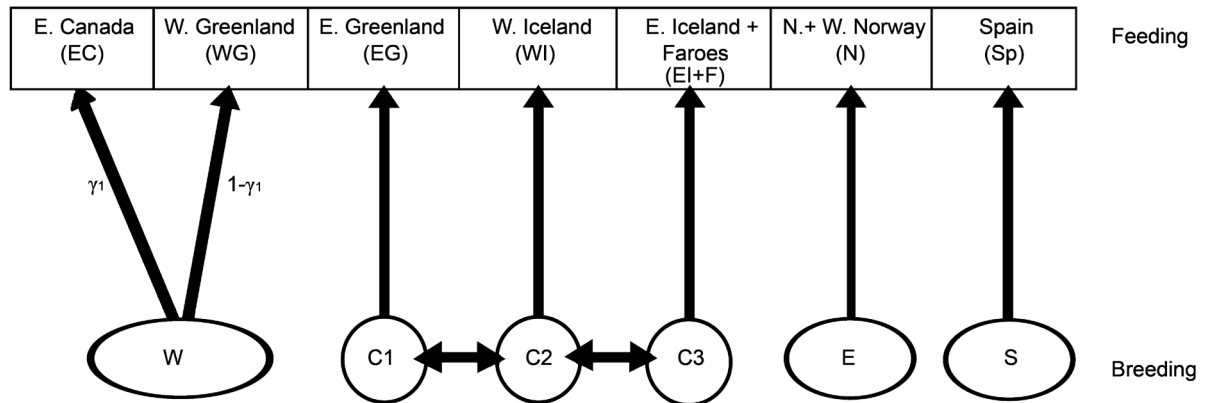 E. Canada
(EC)
W. Greenland
(WG)
E. Greenland
(EG)
W. Iceland
(WI)
E. Iceland +
Faroes
(EI+F)
N.+ W. Norway
(N)
Spain
(Sp)
Feeding
γ1
1-γ1
W
C1
C2
C3
E
S
Breeding